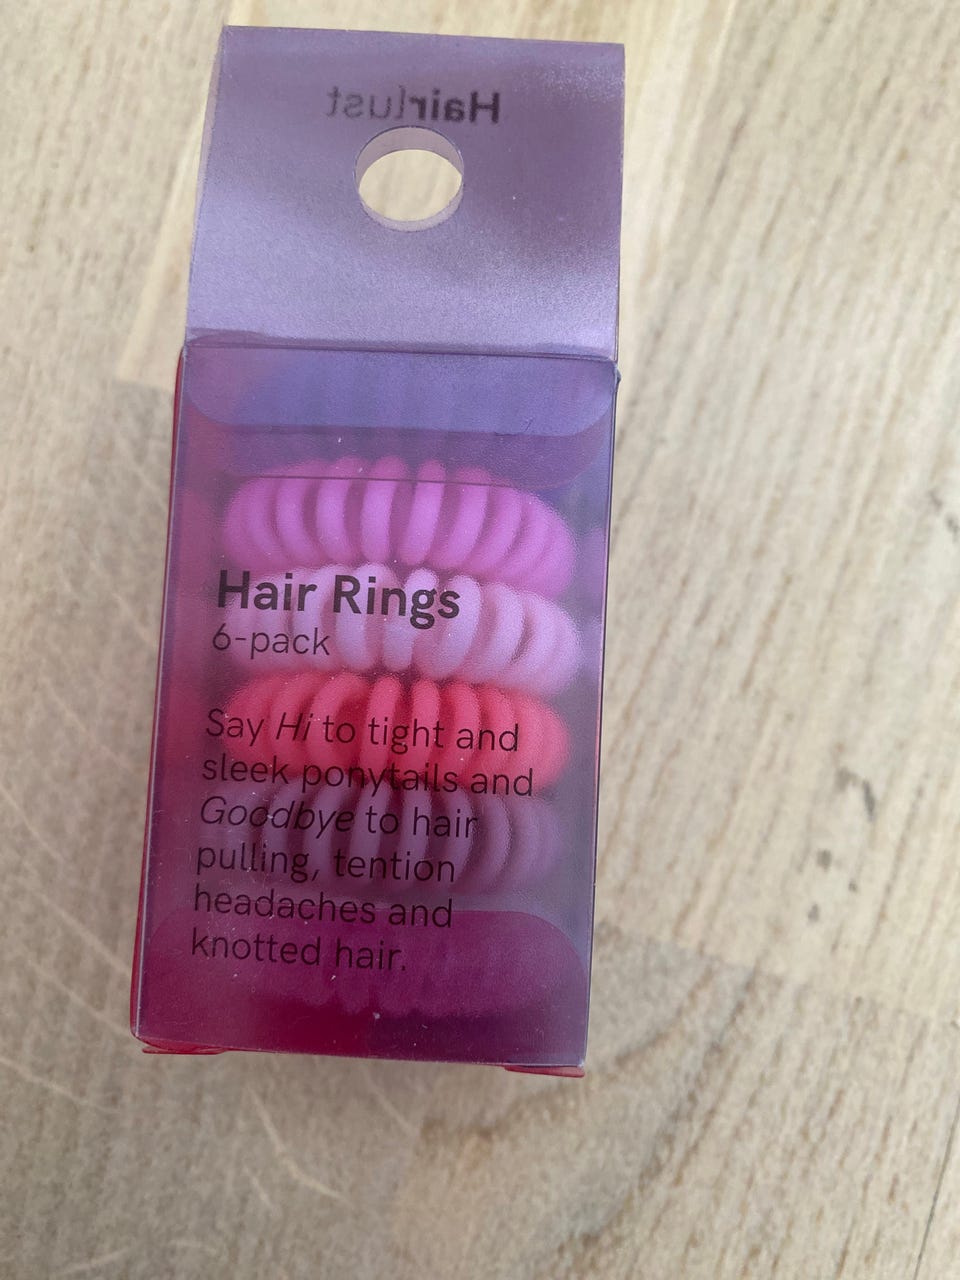 Hairlust
Hair Rings
6-pack
Say Hi to tight and
sleek ponytails and
Goodbye to hair
pulling, tention
headaches and
knotted hair.